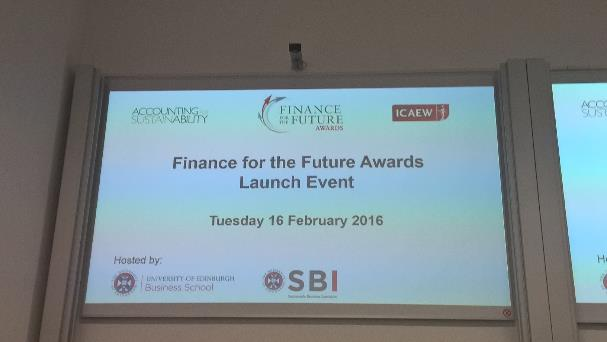 ACCOUNTING FOR
SUSTAINABILITY
FINANCE
FOR THE FUTURE
AWARDS
ICAEW
Finance for the Future Awards
Launch Event
Tuesday 16 February 2016
Hosted by:
UNIVERSITY OF EDINBURGH
Business School
SBI
ACCO
SUST
H